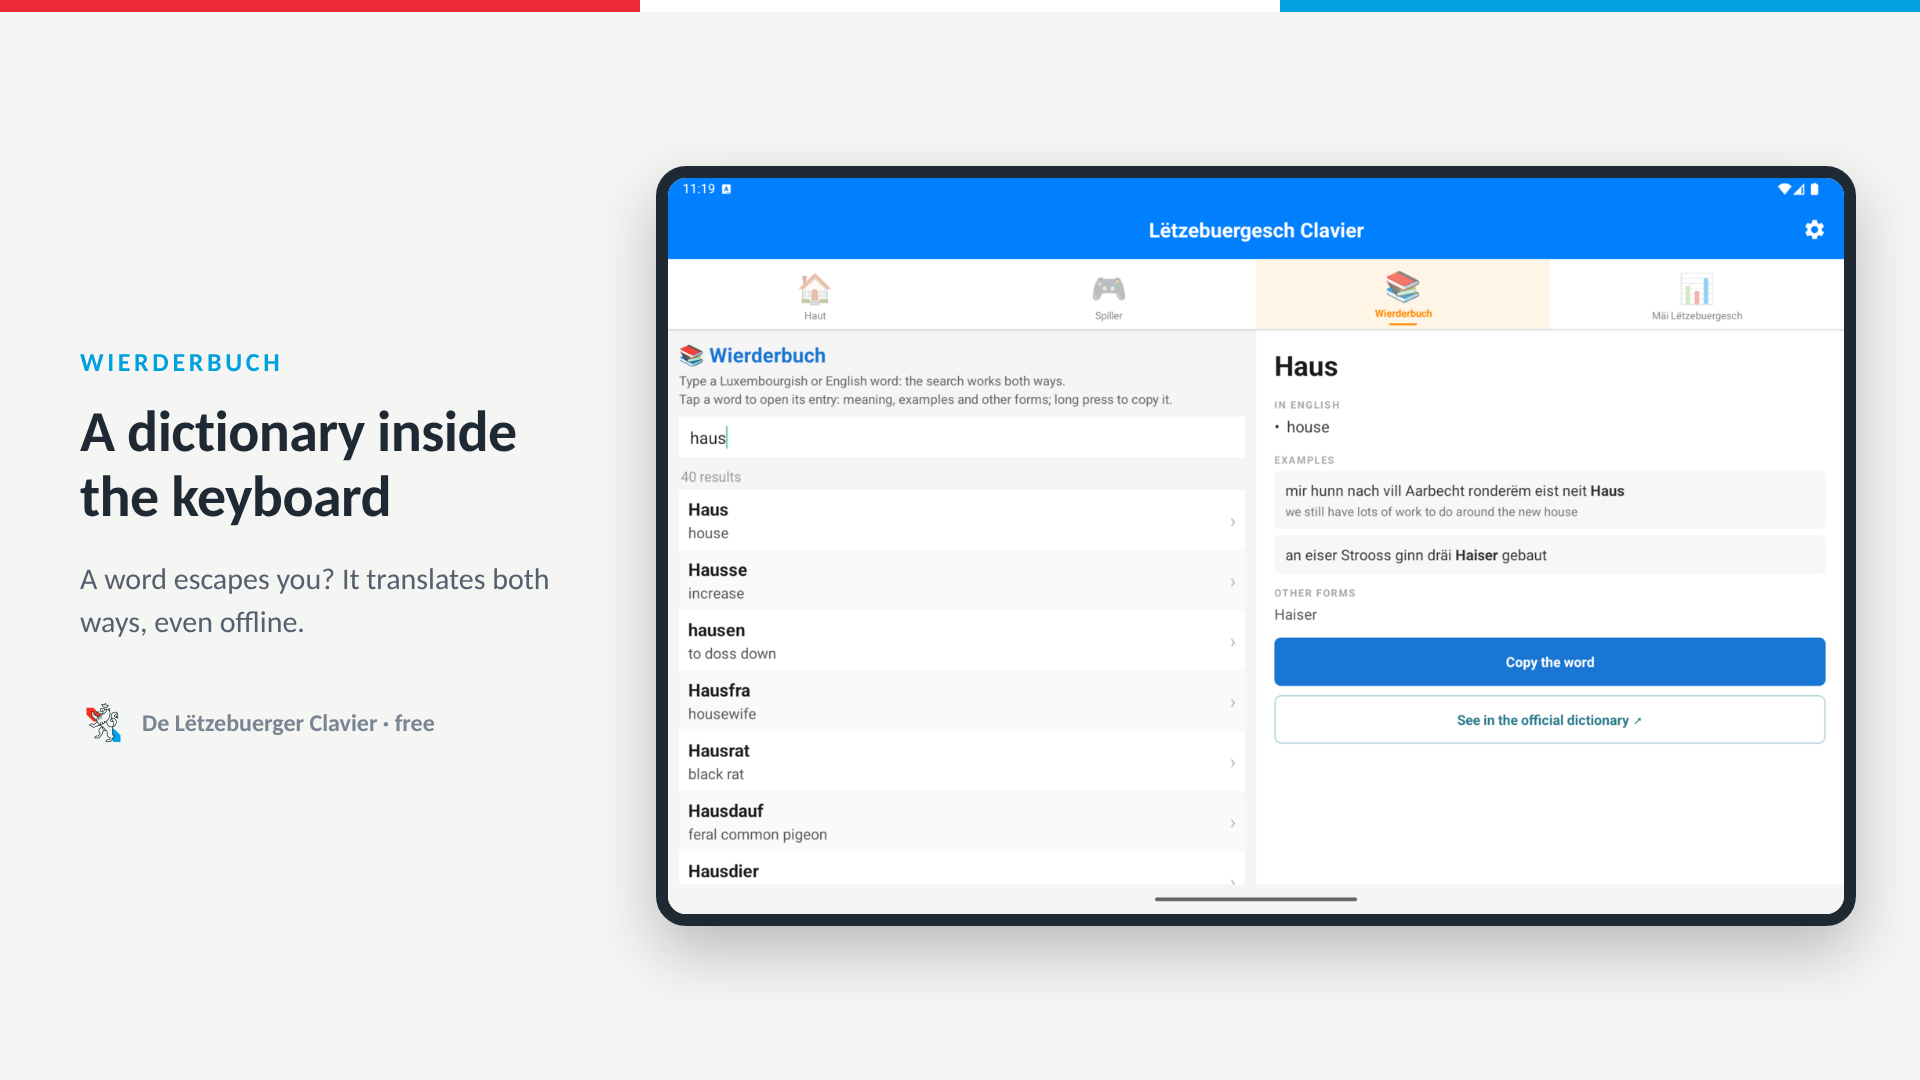 WIERDERBUCH
A dictionary inside
the keyboard
A word escapes you? It translates both
ways, even offline.
De Lëtzebuerger Clavier · free
11:19
Lëtzebuergesch Clavier
Haut
Spiller
Wierderbuch
Mäi Lëtzebuergesch
Wierderbuch
Type a Luxembourgish or English word: the search works both ways.
Tap a word to open its entry: meaning, examples and other forms; long press to copy it.
haus
40 results
Haus
house
Hausse
increase
hausen
to doss down
Hausfra
housewife
Hausrat
black rat
Hausdauf
feral common pigeon
Hausdier
Haus
IN ENGLISH
• house
EXAMPLES
mir hunn nach vill Aarbecht ronderëm eist neit Haus
we still have lots of work to do around the new house
an eiser Strooss ginn dräi Haiser gebaut
OTHER FORMS
Haiser
Copy the word
See in the official dictionary ↗